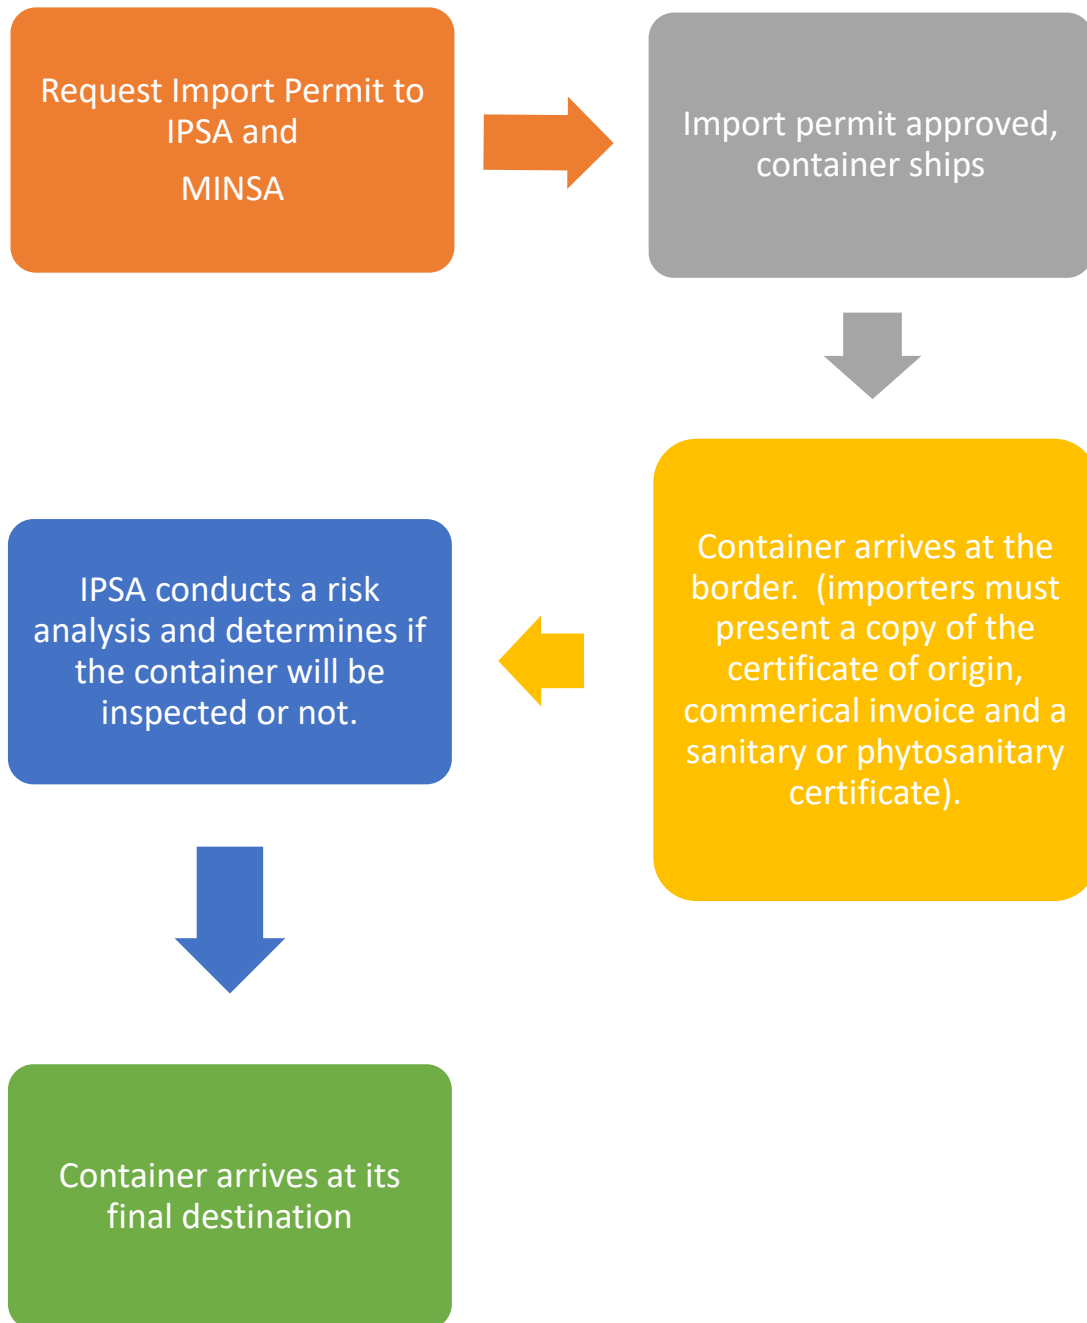 Request Import Permit to
IPSA and
MINSA
Import permit approved,
container ships
Container arrives at the
border.  (importers must
present a copy of the
certificate of origin,
commerical invoice and a
sanitary or phytosanitary
certificate).
IPSA conducts a risk
analysis and determines if
the container will be
inspected or not.
Container arrives at its
final destination